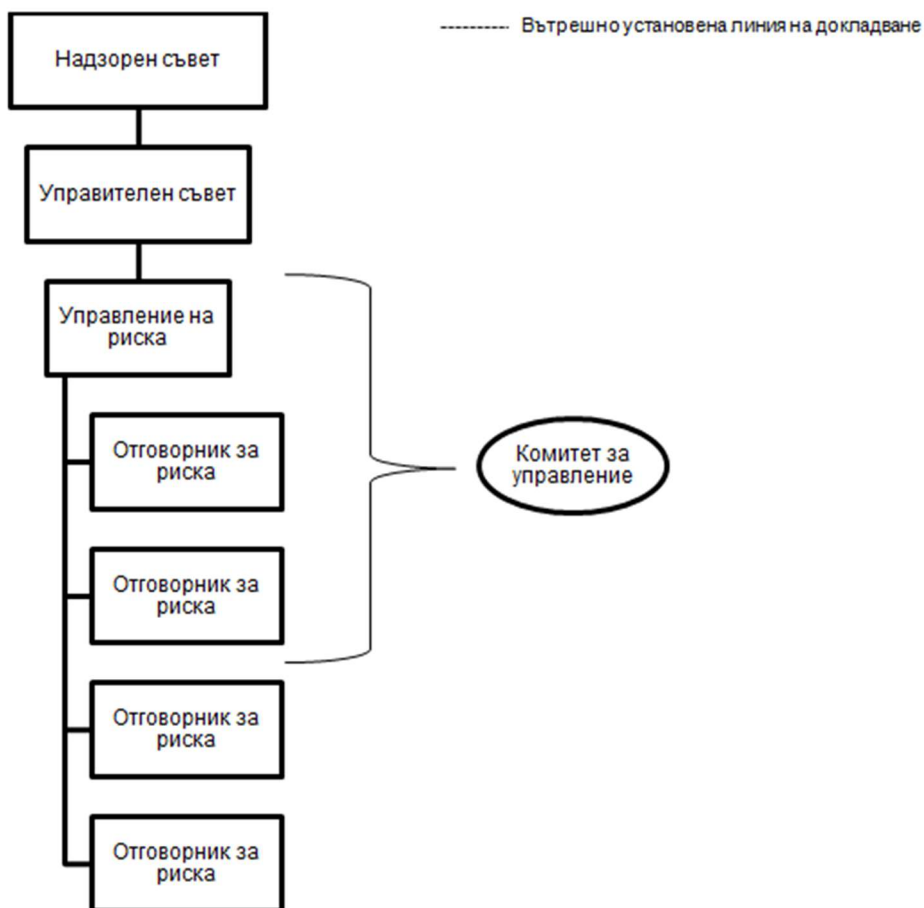 Вътрешно установена линия на докладване
Надзорен съвет
Управителен съвет
Управление на
риска
Отговорник за
риска
Комитет за
управление
Отговорник за
риска
Отговорник за
риска
Отговорник за
риска